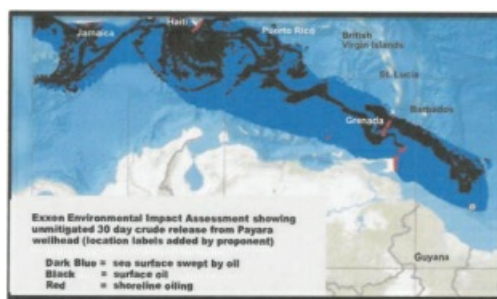 Haiti
Jamaica
Puerto Rico
British
Virgin Islands
St. Lucia
Barbados
Grenada
Exxon Environmental Impact Assessment showing
unmitigated 30 day crude release from Payara
wellhead (location labels added by proponent)
Dark Blue = sea surface swept by oil
Black = surface oil
Red = shoreline oiling
Guyana